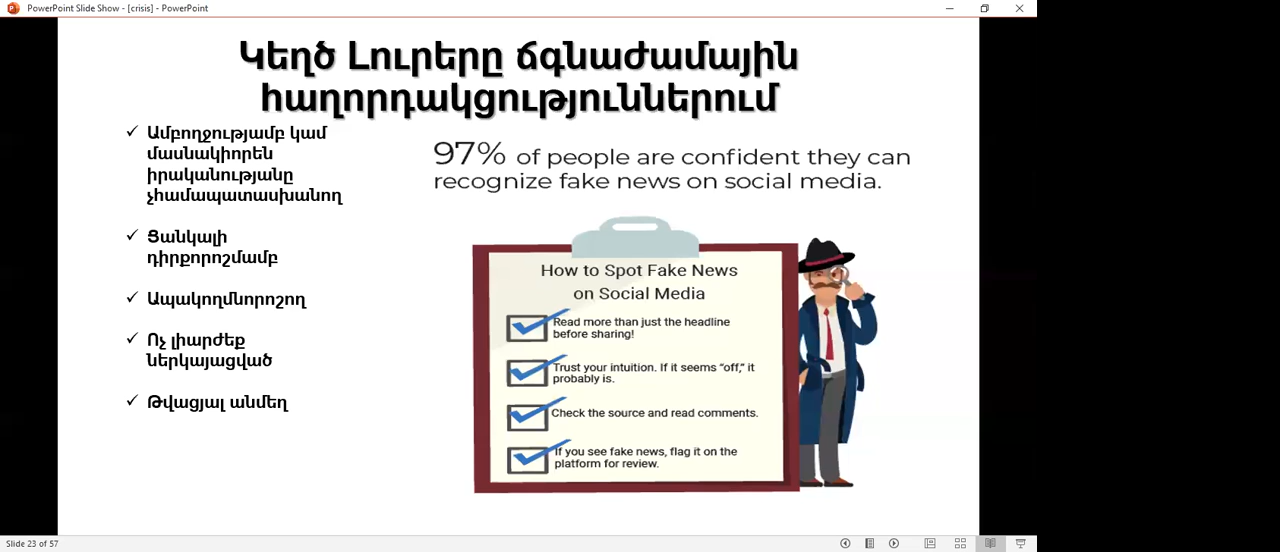 PowerPoint Slide Show - [crisis] - PowerPoint
Կեղծ Լուրերը ճգնաժամային
հաղորդակցություններում
Ամբողջությամբ կամ
մասնակիորեն
իրականությանը
չհամապատասխանող
Ցանկալի
դիրքորոշմամբ
Ապակողմնորոշող
Ոչ լիարժեք
ներկայացված
Թվացյալ անմեղ
97% of people are confident they can
recognize fake news on social media.
How to Spot Fake News
on Social Media
Read more than just the headline
before sharing!
Trust your intuition. If it seems “off,” it
probably is.
Check the source and read comments.
If you see fake news, flag it on the
platform for review.
Slide 23 of 57